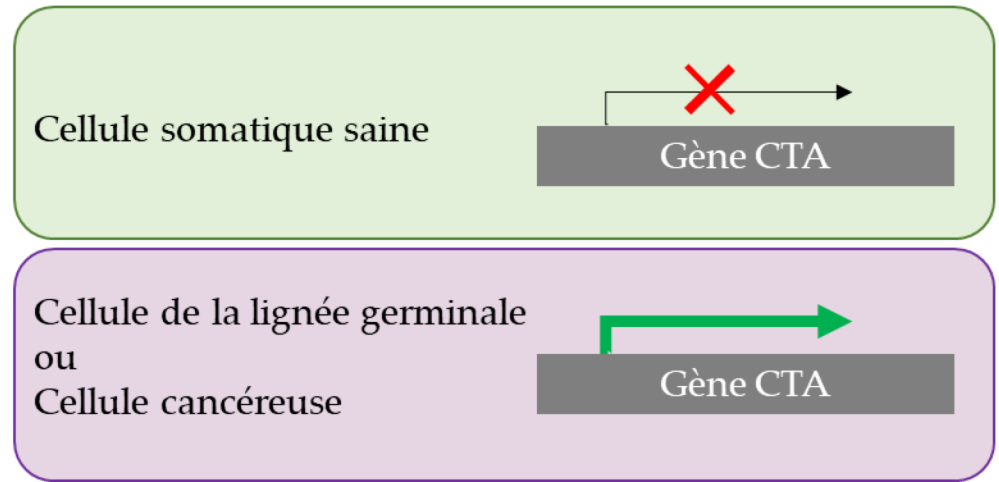 Cellule somatique saine
Gène CTA
Cellule de la lignée germinale
ou
Cellule cancéreuse
Gène CTA